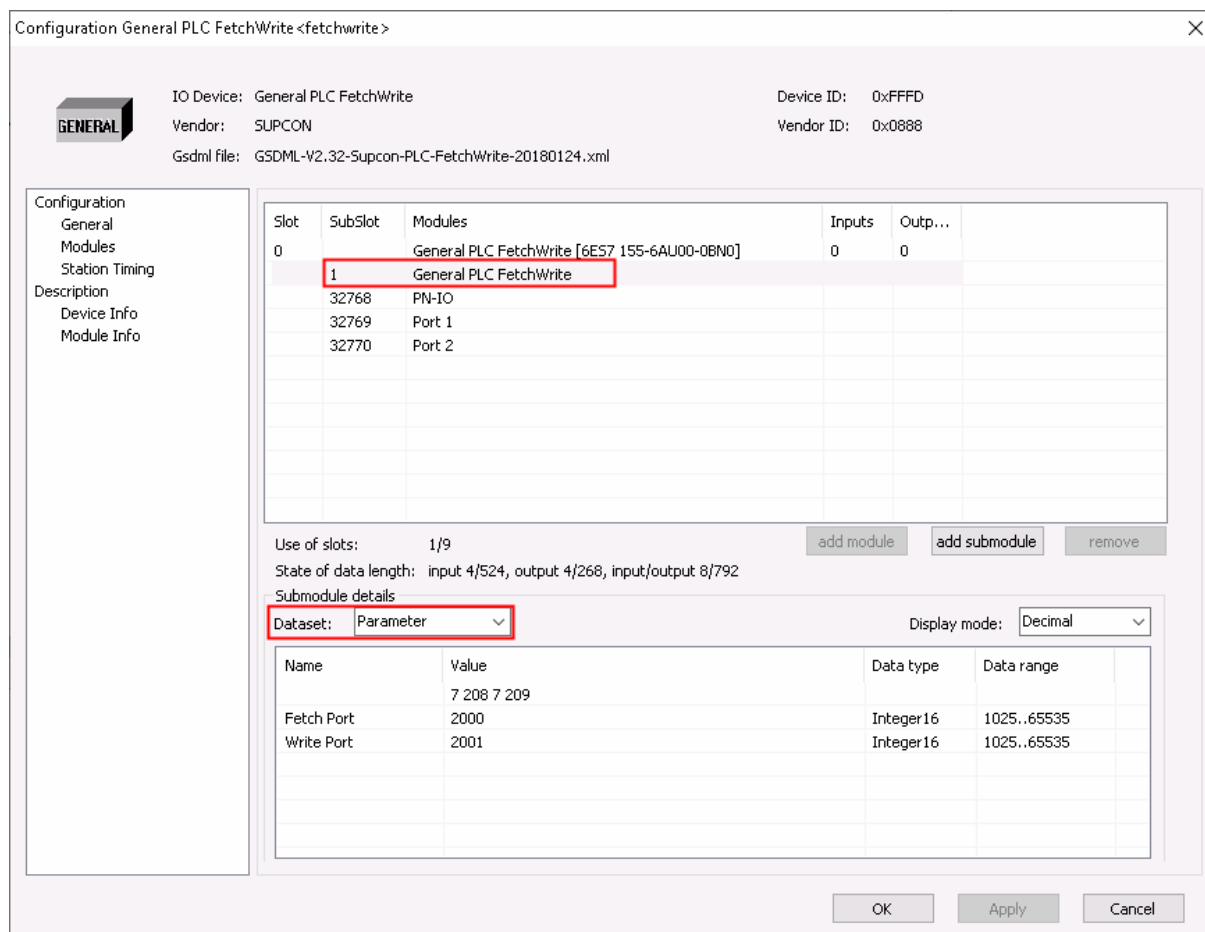 Configuration General PLC FetchWrite<fetchwrite>
GENERAL
IO Device: General PLC FetchWrite Device ID: 0xFFFD
Vendor: SUPCON Vendor ID: 0x0888
Gsdml file: GSDML-V2.32-Supcon-PLC-FetchWrite-20180124.xml
Configuration
General
Modules
Station Timing
Description
Device Info
Module Info
Slot SubSlot Modules Inputs Outp...
0 General PLC FetchWrite [6ES7 155-6AU00-0BN0] 0 0
1 General PLC FetchWrite
32768 PN-IO
32769 Port 1
32770 Port 2
Use of slots: 1/9
add module add submodule remove
State of data length: input 4/524, output 4/268, input/output 8/792
Submodule details
Dataset: Parameter Display mode: Decimal
Name Value Data type Data range
7 208 7 209
Fetch Port 2000 Integer16 1025..65535
Write Port 2001 Integer16 1025..65535
OK Apply Cancel